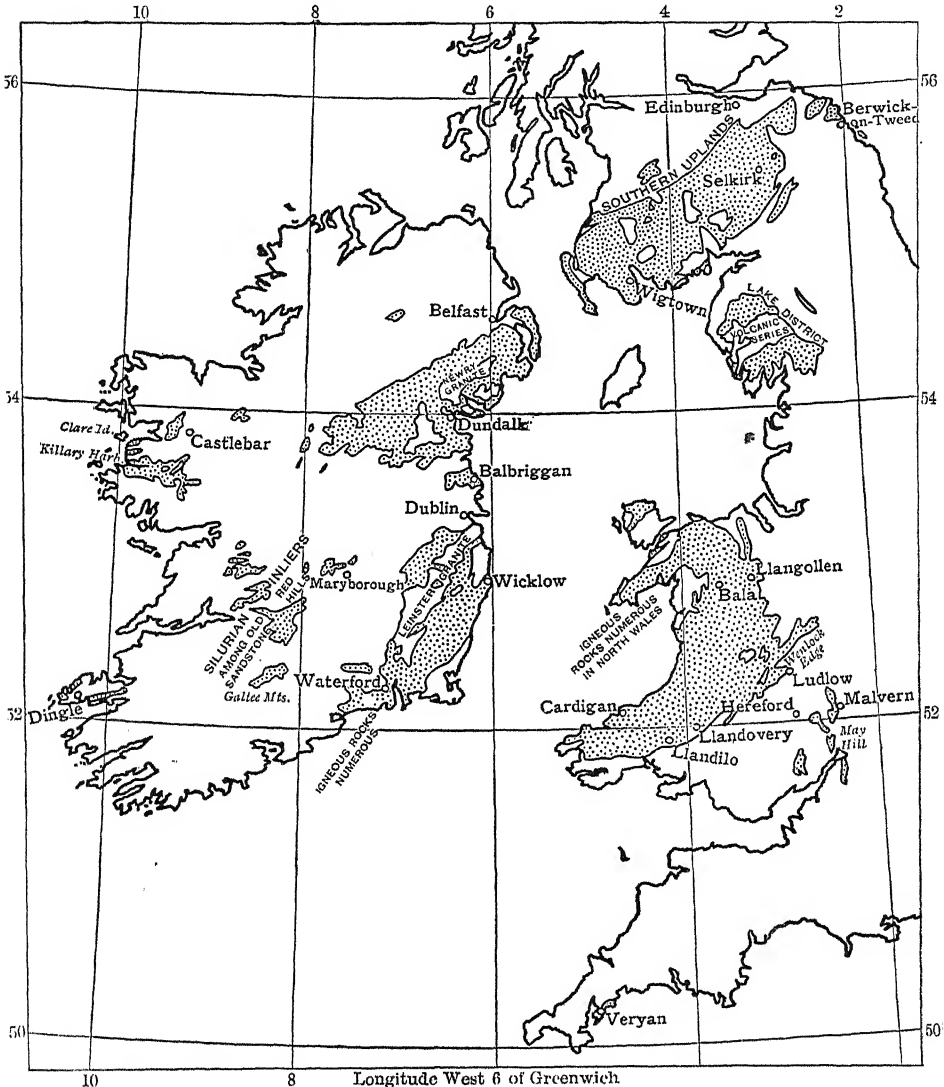 10 8 6 4 2
56 56
Edinburgh
Berwick-
on-Tweed
SOUTHERN UPLANDS
Selkirk
Wigtown
LAKE DISTRICT
VOLCANIC
SERIES
Belfast
NEWRY
GRANITE
54 54
Dundalk
Clare Id.
Castlebar
Killary Harb.
Balbriggan
Dublin
SILURIAN INLIERS
AMONG OLD RED
SANDSTONE HILLS
Maryborough
LEINSTER GRANITE
Wicklow
Llangollen
Bala
IGNEOUS
ROCKS NUMEROUS
IN NORTH WALES
Wenlock
Edge
Galtee Mts.
Waterford
Ludlow
Cardigan
Hereford
Malvern
Dingle
52 52
IGNEOUS ROCKS
NUMEROUS
Llandovery
May
Hill
Llandilo
50 50
Veryan
10 8 Longitude West 6 of Greenwich